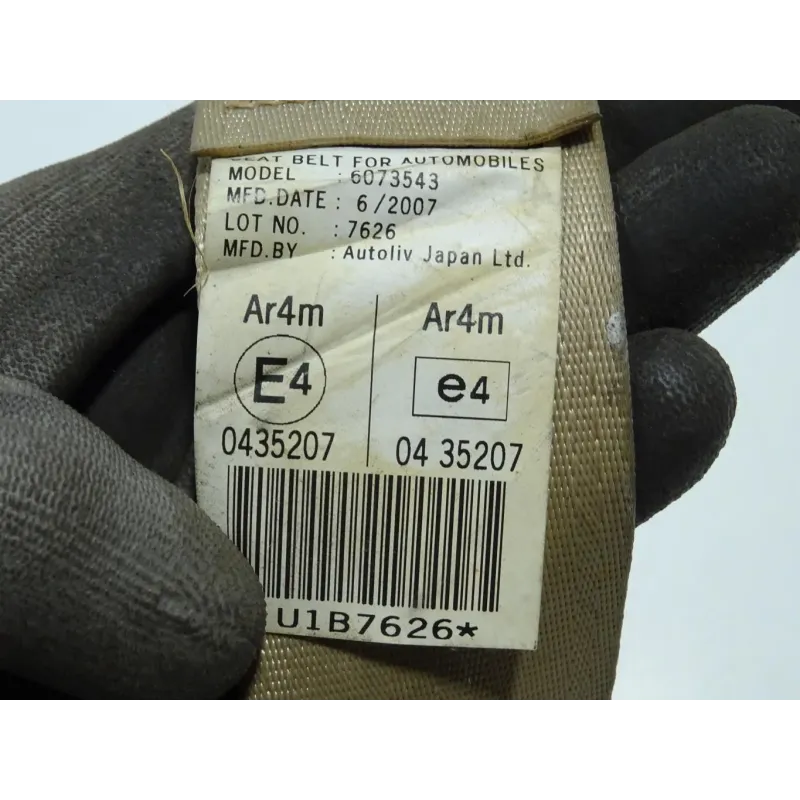 SEAT BELT FOR AUTOMOBILES
MODEL : 6073543
MFD.DATE : 6/2007
LOT NO. : 7626
MFD.BY : Autoliv Japan Ltd.
Ar4m
E4
0435207
Ar4m
e4
04 35207
U1B7626*